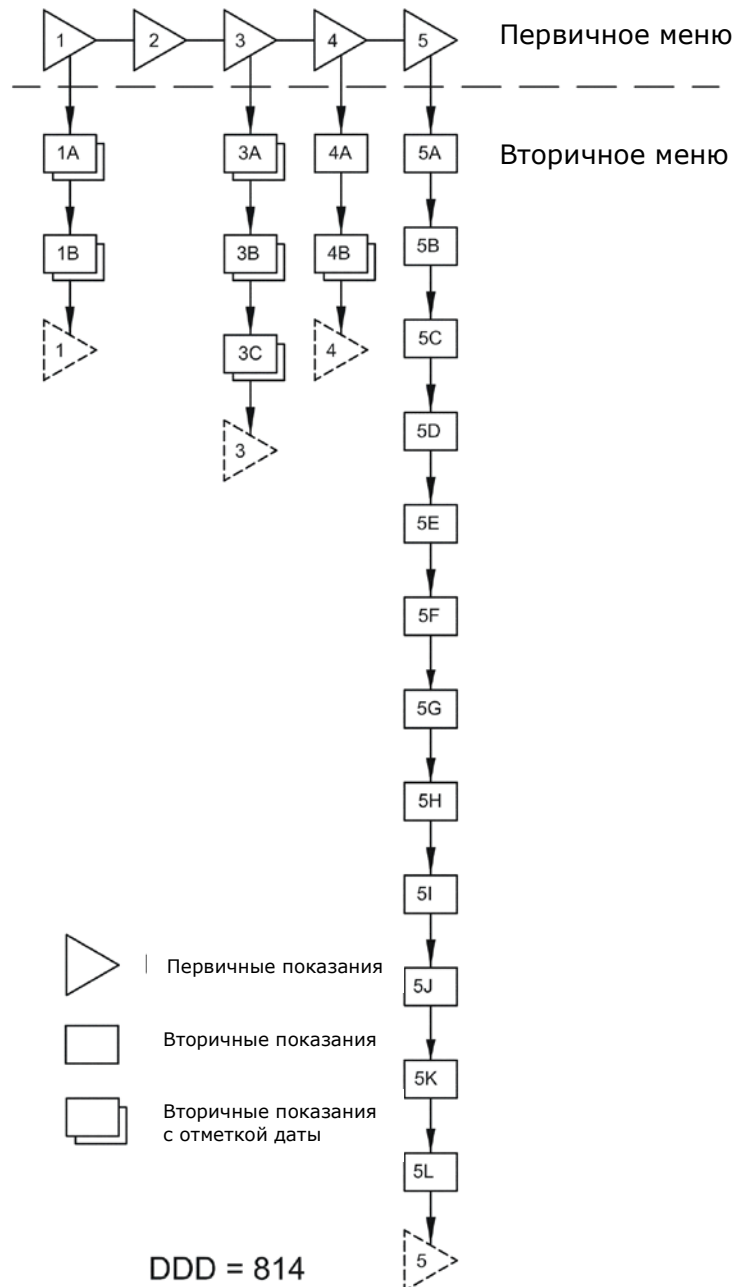 1 2 3 4 5 Первичное меню
1A 3A 4A 5A Вторичное меню
1B 3B 4B 5B
1 3C 4 5C
3 5D
5E
5F
5G
5H
5I
Первичные показания 5J
Вторичные показания
5K
Вторичные показания
с отметкой даты
5L
DDD = 814 5